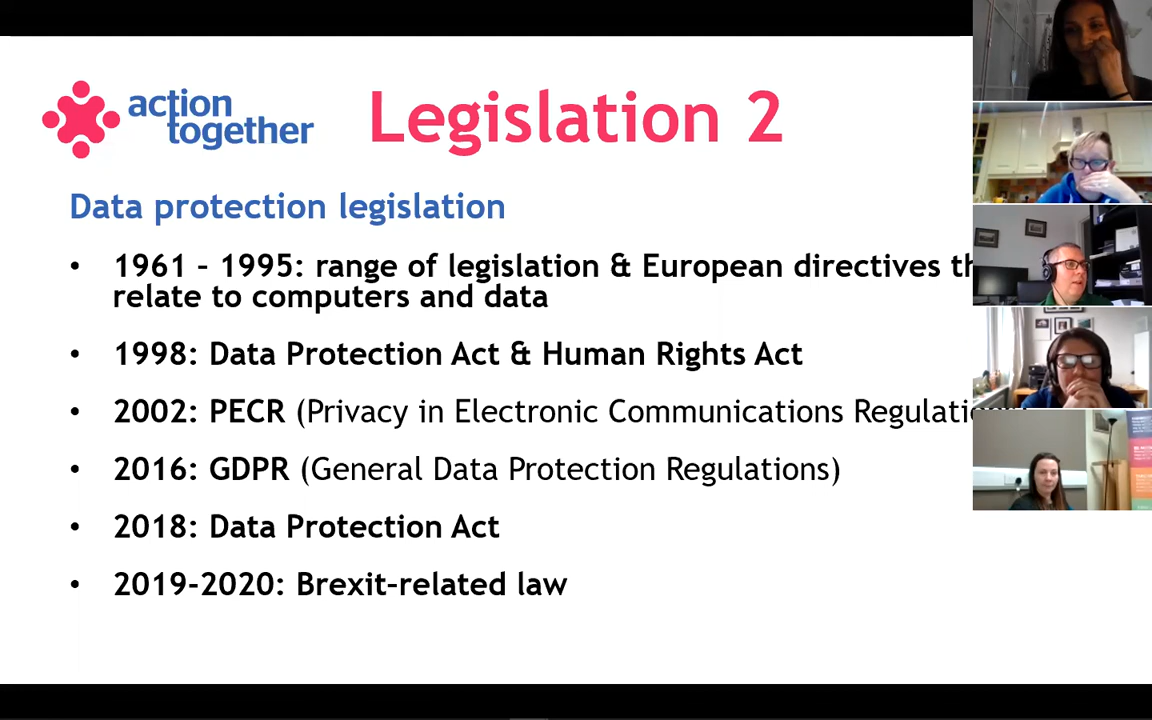 action
together
Legislation 2
Data protection legislation
• 1961 – 1995: range of legislation & European directives
relate to computers and data
• 1998: Data Protection Act & Human Rights Act
• 2002: PECR (Privacy in Electronic Communications
• 2016: GDPR (General Data Protection Regulations)
• 2018: Data Protection Act
• 2019-2020: Brexit-related law